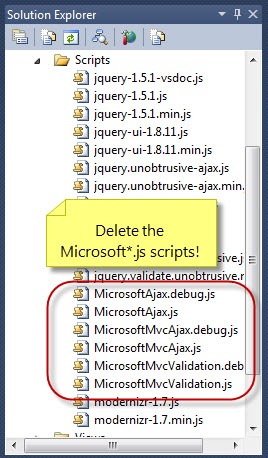 Solution Explorer
Scripts
jquery-1.5.1-vsdoc.js
jquery-1.5.1.js
jquery-1.5.1.min.js
jquery-ui-1.8.11.js
jquery-ui-1.8.11.min.js
jquery.unobtrusive-ajax.js
jquery.unobtrusive-ajax.min.
Delete the
Microsoft*.js scripts!
jquery.validate.unobtrusive.r
MicrosoftAjax.debug.js
MicrosoftAjax.js
MicrosoftMvcAjax.debug.js
MicrosoftMvcAjax.js
MicrosoftMvcValidation.deb
MicrosoftMvcValidation.js
modernizr-1.7.js
modernizr-1.7.min.js
Views